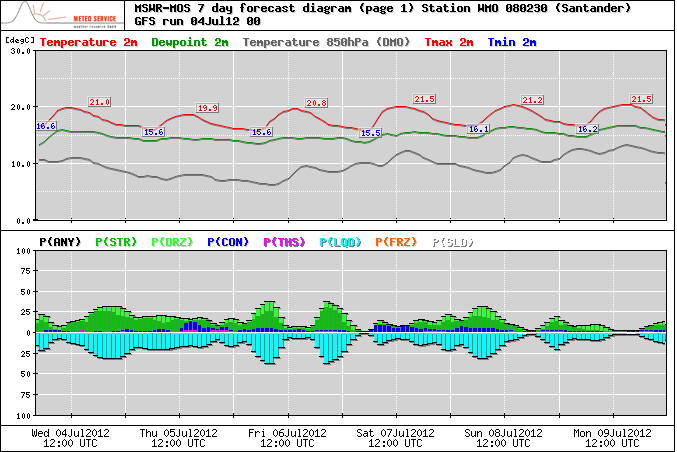 METEO SERVICE
weather research GmbH
MSWR-MOS 7 day forecast diagram (page 1) Station WMO 080230 (Santander)
GFS run 04Jul12 00
[degC] Temperature 2m Dewpoint 2m Temperature 850hPa (DMO) Tmax 2m Tmin 2m
30.0
20.0
10.0
0.0
21.0 19.9 20.8 21.5 21.2 21.5
16.6 15.6 15.6 15.5 16.1 16.2
P(ANY) P(STR) P(DRZ) P(CON) P(THS) P(LQD) P(FRZ) P(SLD)
100
75
50
25
0
25
50
75
100
Wed 04Jul2012 Thu 05Jul2012 Fri 06Jul2012 Sat 07Jul2012 Sun 08Jul2012 Mon 09Jul2012
12:00 UTC 12:00 UTC 12:00 UTC 12:00 UTC 12:00 UTC 12:00 UTC